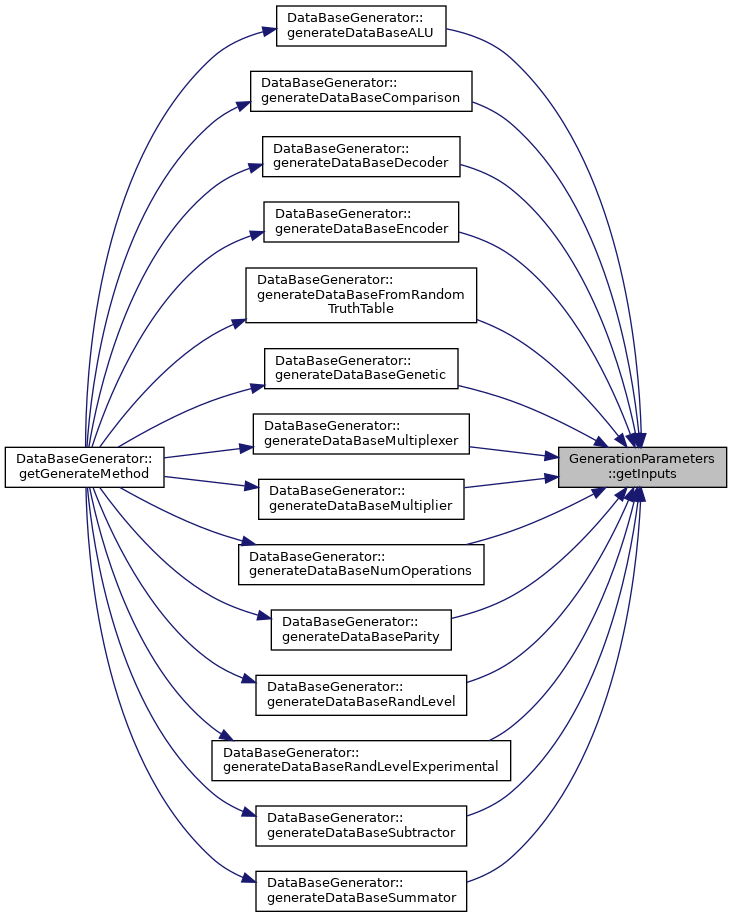 DataBaseGenerator::
generateDataBaseALU
DataBaseGenerator::
generateDataBaseComparison
DataBaseGenerator::
generateDataBaseDecoder
DataBaseGenerator::
generateDataBaseEncoder
DataBaseGenerator::
generateDataBaseFromRandom
TruthTable
DataBaseGenerator::
generateDataBaseGenetic
DataBaseGenerator::
generateDataBaseMultiplexer
DataBaseGenerator::
getGenerateMethod
GenerationParameters
::getInputs
DataBaseGenerator::
generateDataBaseMultiplier
DataBaseGenerator::
generateDataBaseNumOperations
DataBaseGenerator::
generateDataBaseParity
DataBaseGenerator::
generateDataBaseRandLevel
DataBaseGenerator::
generateDataBaseRandLevelExperimental
DataBaseGenerator::
generateDataBaseSubtractor
DataBaseGenerator::
generateDataBaseSummator